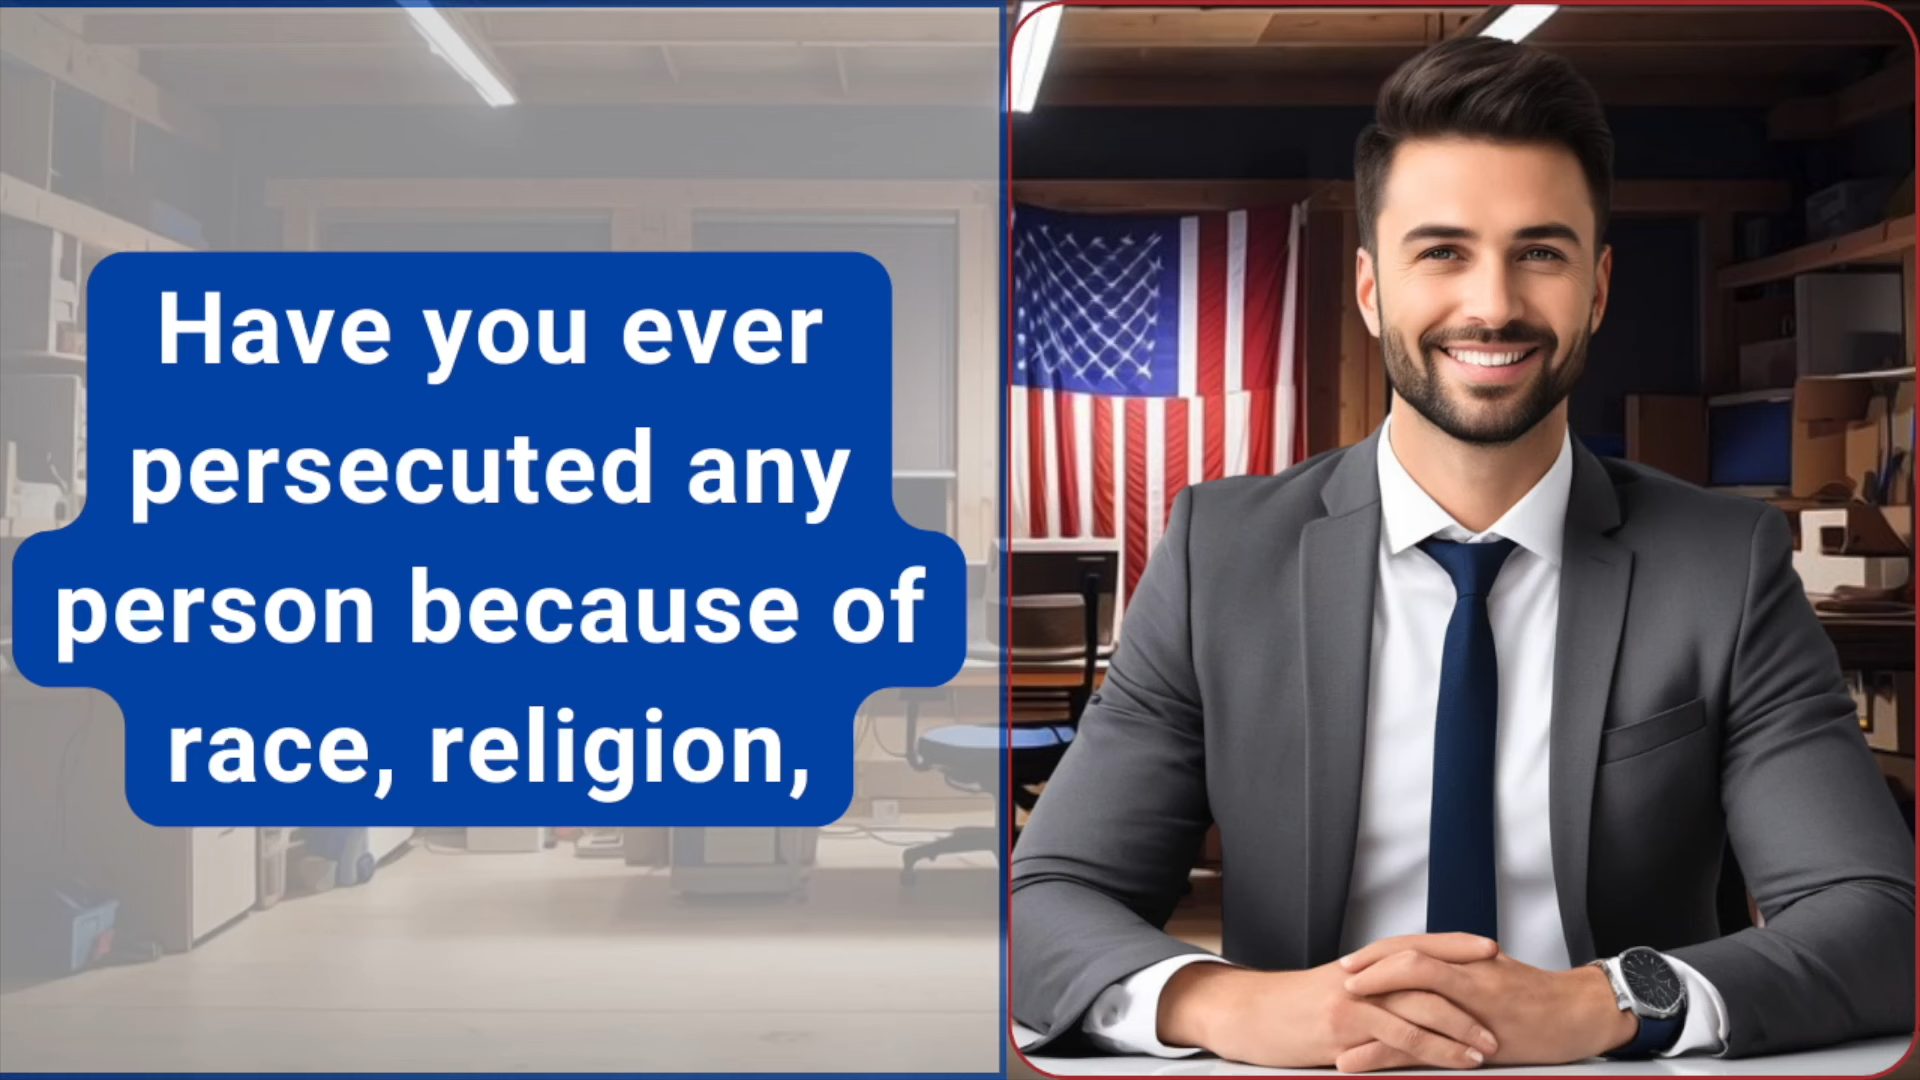 Have you ever
persecuted any
person because of
race, religion,